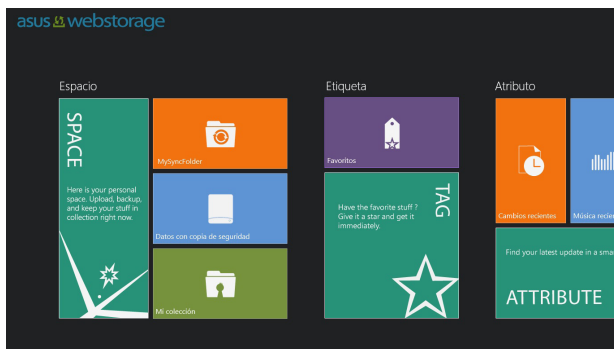 asus webstorage
Espacio
SPACE
Here is your personal
space. Upload, backup,
and keep your stuff in
collection right now.
MySyncFolder
Datos con copia de seguridad
Mi colección
Etiqueta
Favoritos
Have the favorite stuff ?
Give it a star and get it
immediately.
TAG
Atributo
Cambios recientes
Música recien
Find your latest update in a sma
ATTRIBUTE